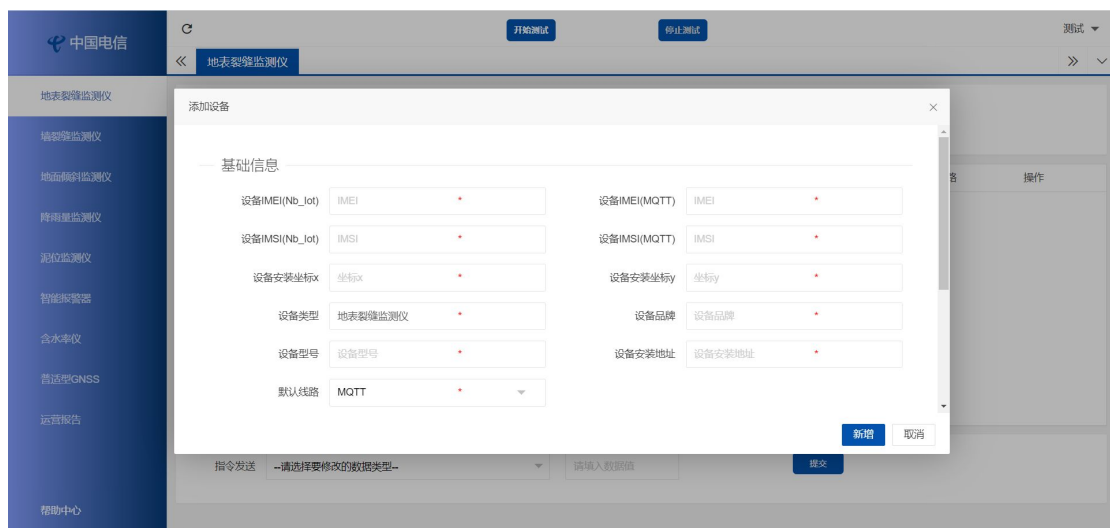 中国电信
开始测试
停止测试
测试
地表裂缝监测仪
地表裂缝监测仪
墙裂缝监测仪
地面倾斜监测仪
降雨量监测仪
泥位监测仪
智能报警器
含水率仪
普适型GNSS
运营报告
帮助中心
添加设备
基础信息
设备IMEI(Nb_Iot) IMEI * 设备IMEI(MQTT) IMEI *
设备IMSI(Nb_Iot) IMSI * 设备IMSI(MQTT) IMSI *
设备安装坐标x 坐标x * 设备安装坐标y 坐标y *
设备类型 地表裂缝监测仪 * 设备品牌 设备品牌 *
设备型号 设备型号 * 设备安装地址 设备安装地址 *
默认线路 MQTT *
新增 取消
操作
指令发送 --请选择要修改的数据类型-- 请填入数据值 提交